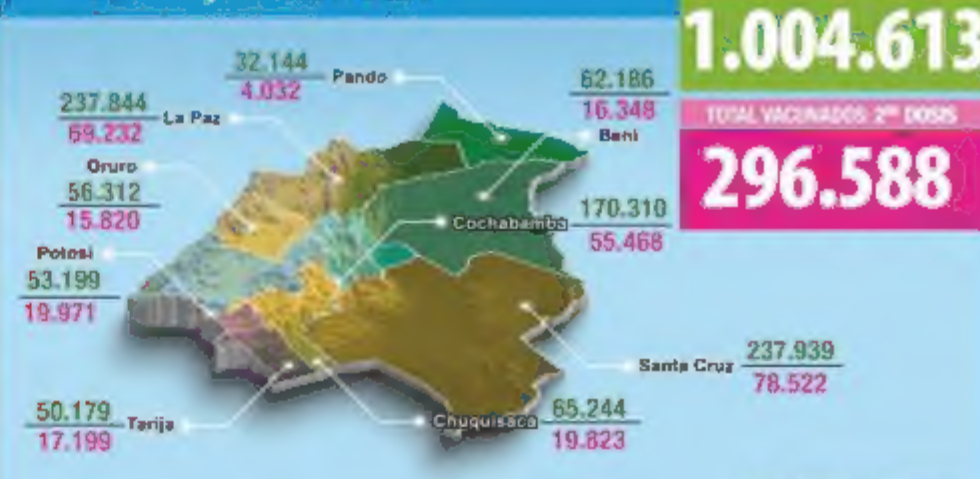 1.004.613
TOTAL VACUNADOS 2ᵈᵃ DOSIS
296.588
32.144
4.032
Pando
62.186
16.348
Beni
237.844
69.232
La Paz
Oruro
56.312
15.820
Cochabamba
170.310
55.468
Potosí
53.199
19.971
Santa Cruz
237.939
78.522
50.179
17.199
Tarija
Chuquisaca
65.244
19.823